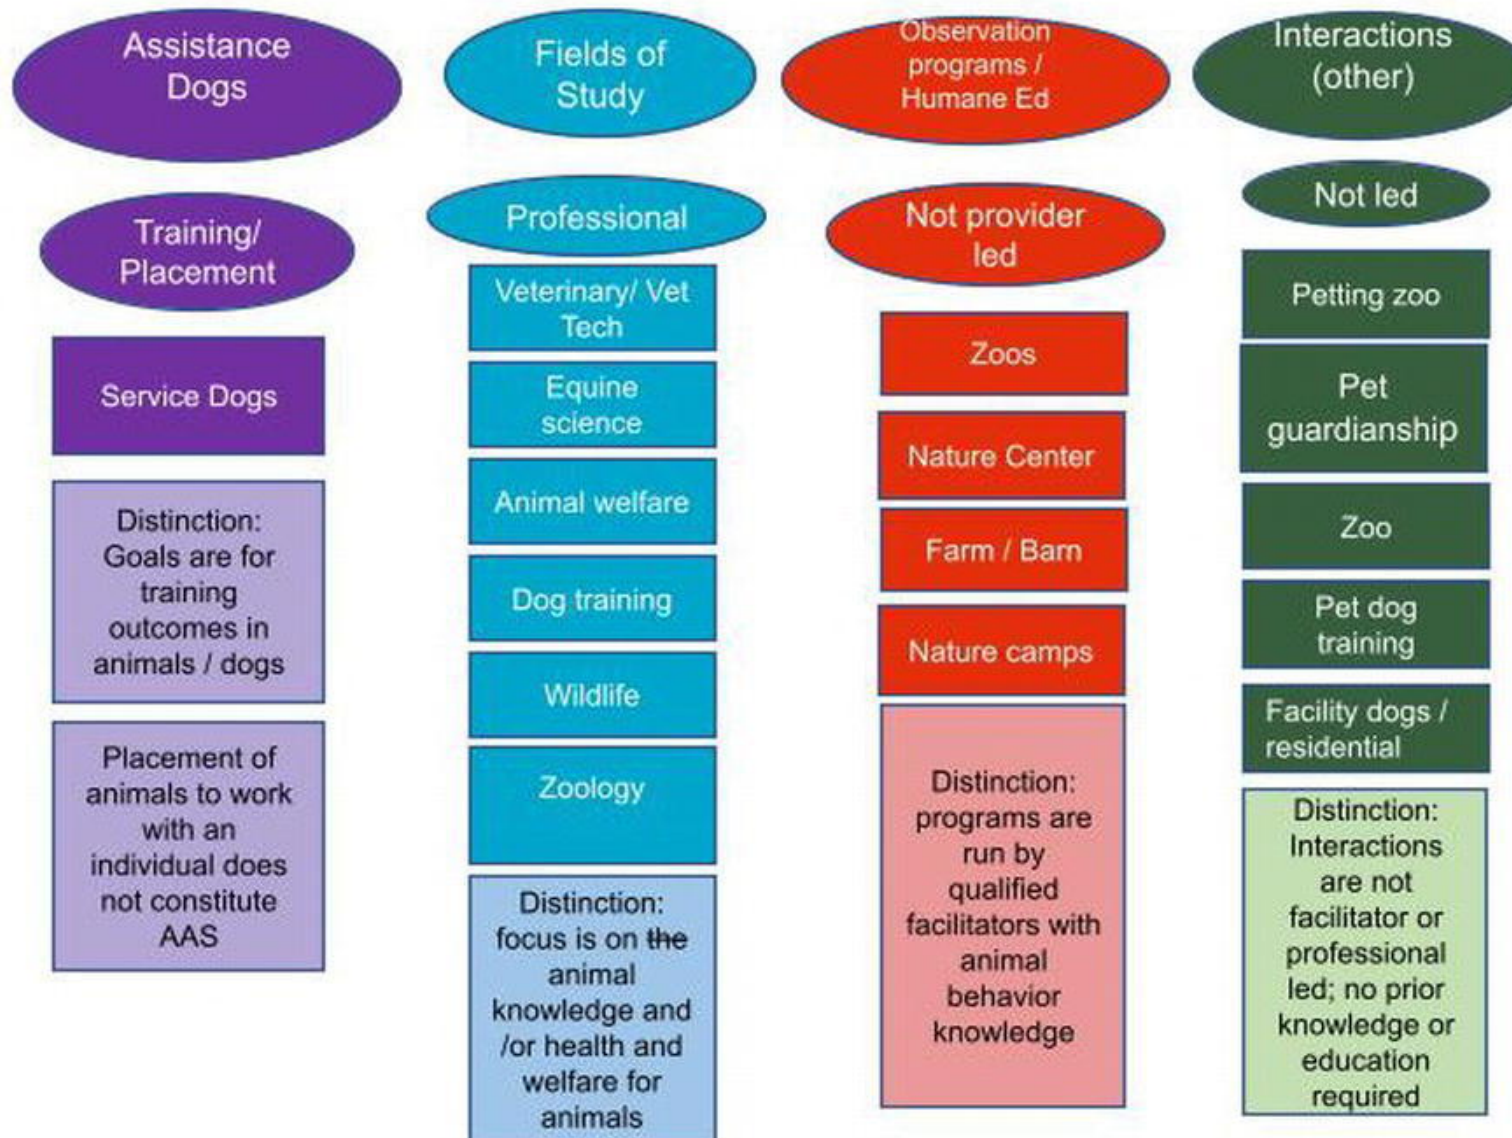 Assistance
Dogs
Training/
Placement
Service Dogs
Distinction:
Goals are for
training
outcomes in
animals / dogs
Placement of
animals to work
with an
individual does
not constitute
AAS
Fields of
Study
Professional
Veterinary/ Vet
Tech
Equine
science
Animal welfare
Dog training
Wildlife
Zoology
Distinction:
focus is on the
animal
knowledge and
/or health and
welfare for
animals
Observation
programs /
Humane Ed
Not provider
led
Zoos
Nature Center
Farm / Barn
Nature camps
Distinction:
programs are
run by
qualified
facilitators with
animal
behavior
knowledge
Interactions
(other)
Not led
Petting zoo
Pet
guardianship
Zoo
Pet dog
training
Facility dogs /
residential
Distinction:
Interactions
are not
facilitator or
professional
led; no prior
knowledge or
education
required